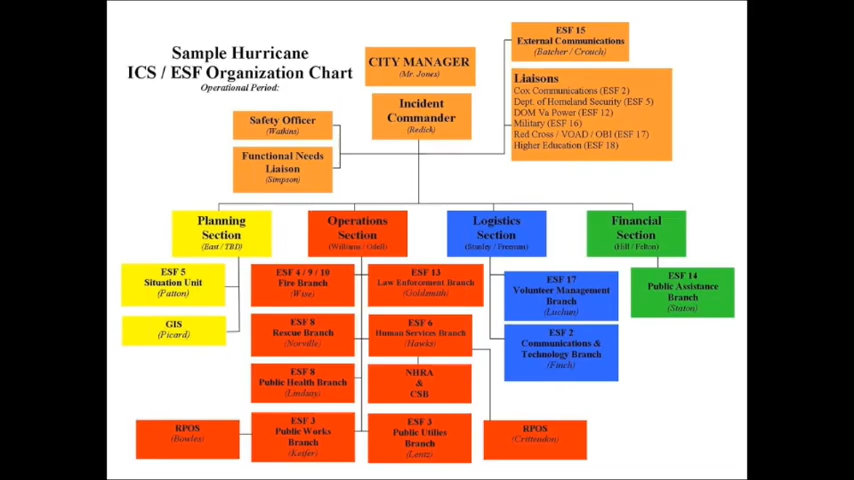 Sample Hurricane
ICS / ESF Organization Chart
Operational Period:
CITY MANAGER
(Mr. Jones)
Incident
Commander
(Redick)
ESF 15
External Communications
(Batcher / Crouch)
Liaisons
Cox Communications (ESF 2)
Dept. of Homeland Security (ESF 5)
DOM Va Power (ESF 12)
Military (ESF 16)
Red Cross / VOAD / OBI (ESF 17)
Higher Education (ESF 18)
Safety Officer
(Watkins)
Functional Needs
Liaison
(Simpson)
Planning
Section
(East / TBD)
Operations
Section
(Williams / Odell)
Logistics
Section
(Stanley / Freeman)
Financial
Section
(Hill / Felton)
ESF 5
Situation Unit
(Patton)
GIS
(Picard)
ESF 4 / 9 / 10
Fire Branch
(Wise)
ESF 13
Law Enforcement Branch
(Goldsmith)
ESF 8
Rescue Branch
(Norville)
ESF 6
Human Services Branch
(Hawks)
ESF 8
Public Health Branch
(Lindsay)
NHRA
&
CSB
RPOS
(Bowles)
ESF 3
Public Works
Branch
(Keifer)
ESF 3
Public Utilies
Branch
(Lentz)
RPOS
(Crittendon)
ESF 17
Volunteer Management
Branch
ESF 2
Communications &
Technology Branch
(Finch)
ESF 14
Public Assistance
Branch
(Staton)